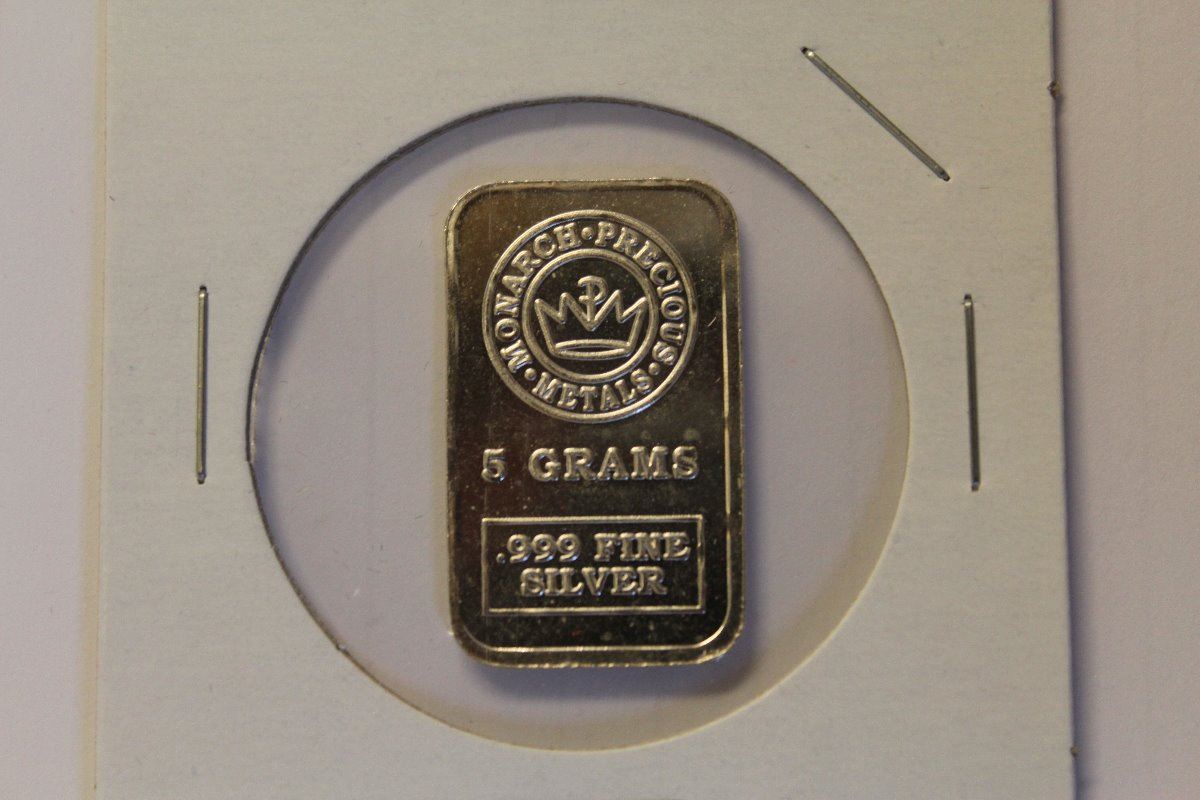 MONARCH · PRECIOUS · METALS ·
5 GRAMS
.999 FINE
SILVER